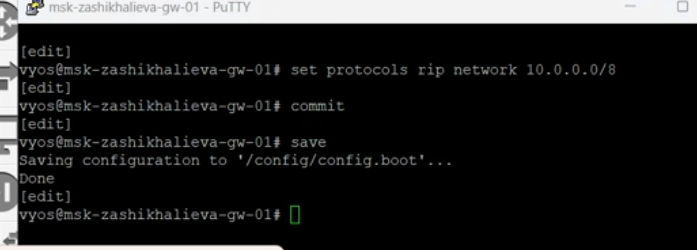 msk-zashikhalieva-gw-01 - PuTTY
[edit]
vyos@msk-zashikhalieva-gw-01# set protocols rip network 10.0.0.0/8
[edit]
vyos@msk-zashikhalieva-gw-01# commit
[edit]
vyos@msk-zashikhalieva-gw-01# save
Saving configuration to '/config/config.boot'...
Done
[edit]
vyos@msk-zashikhalieva-gw-01#